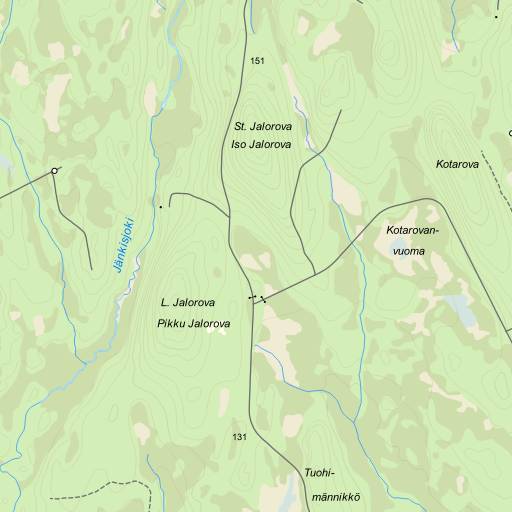 151
St. Jalorova
Iso Jalorova
Kotarova
Kotarovan-
vuoma
Jänkisjoki
L. Jalorova
Pikku Jalorova
131
Tuohi-
männikkö